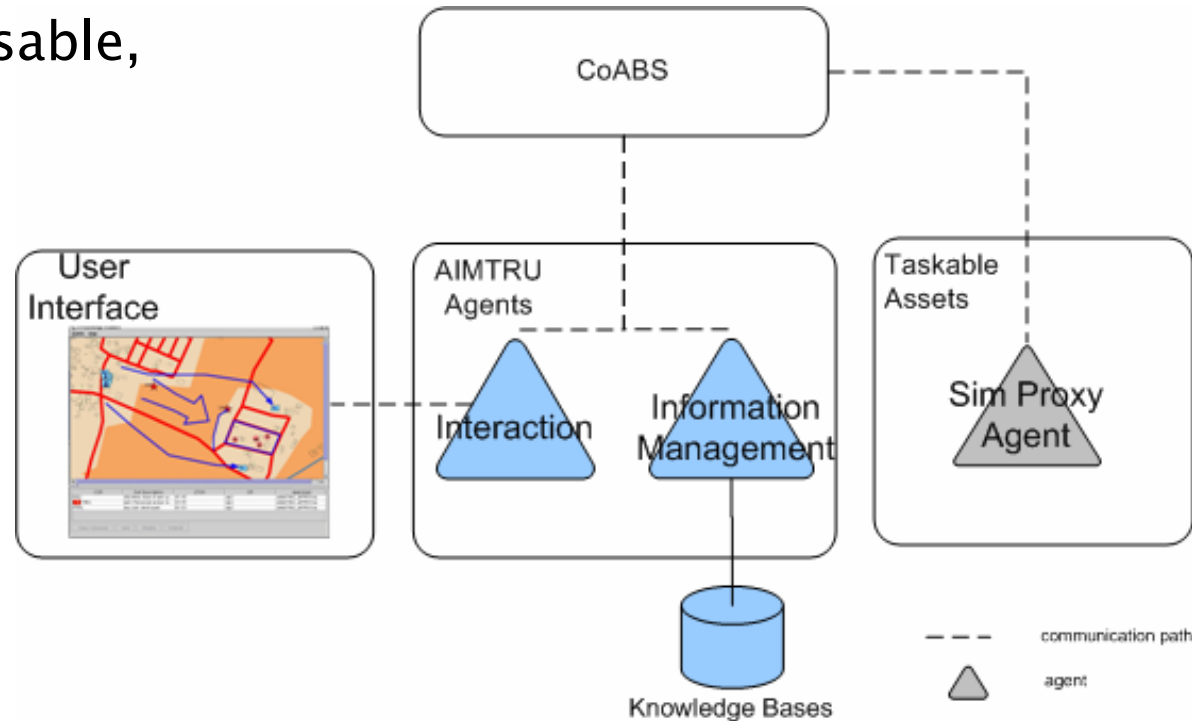 sable,
CoABS
User
Interface
AIMTRU
Agents
Taskable
Assets
Interaction
Information
Management
Sim Proxy
Agent
Knowledge Bases
communication path
agent